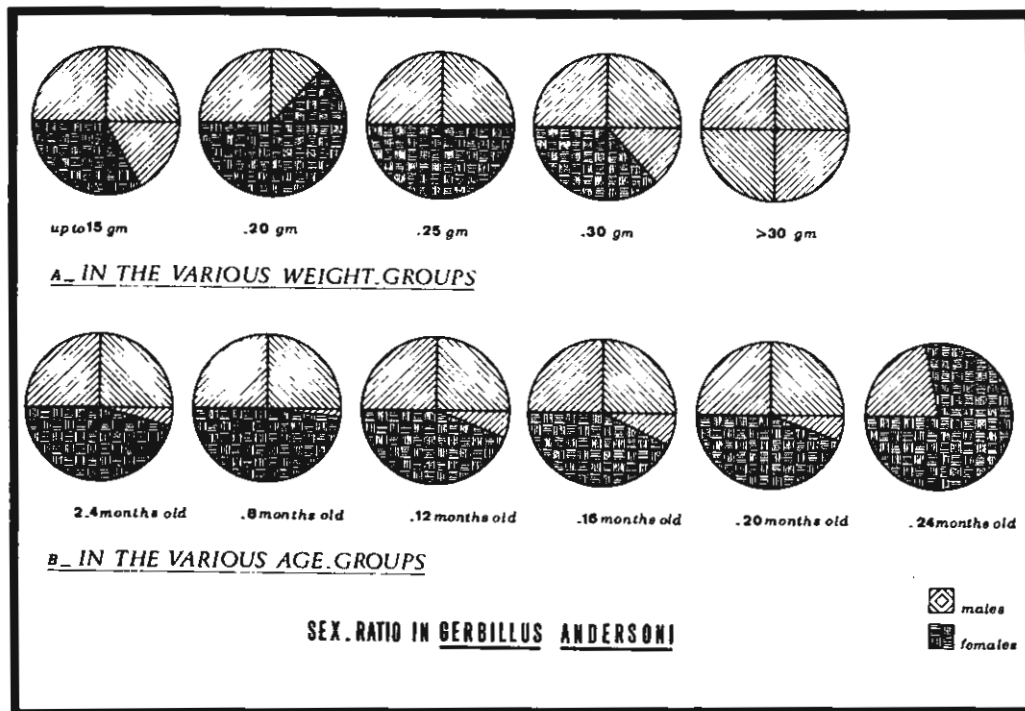 up to 15 gm .20 gm .25 gm .30 gm >30 gm
A_ IN THE VARIOUS WEIGHT.GROUPS
2.4 months old .8 months old .12 months old .16 months old .20 months old .24 months old
B_ IN THE VARIOUS AGE.GROUPS
males
SEX.RATIO IN GERBILLUS ANDERSONI
females